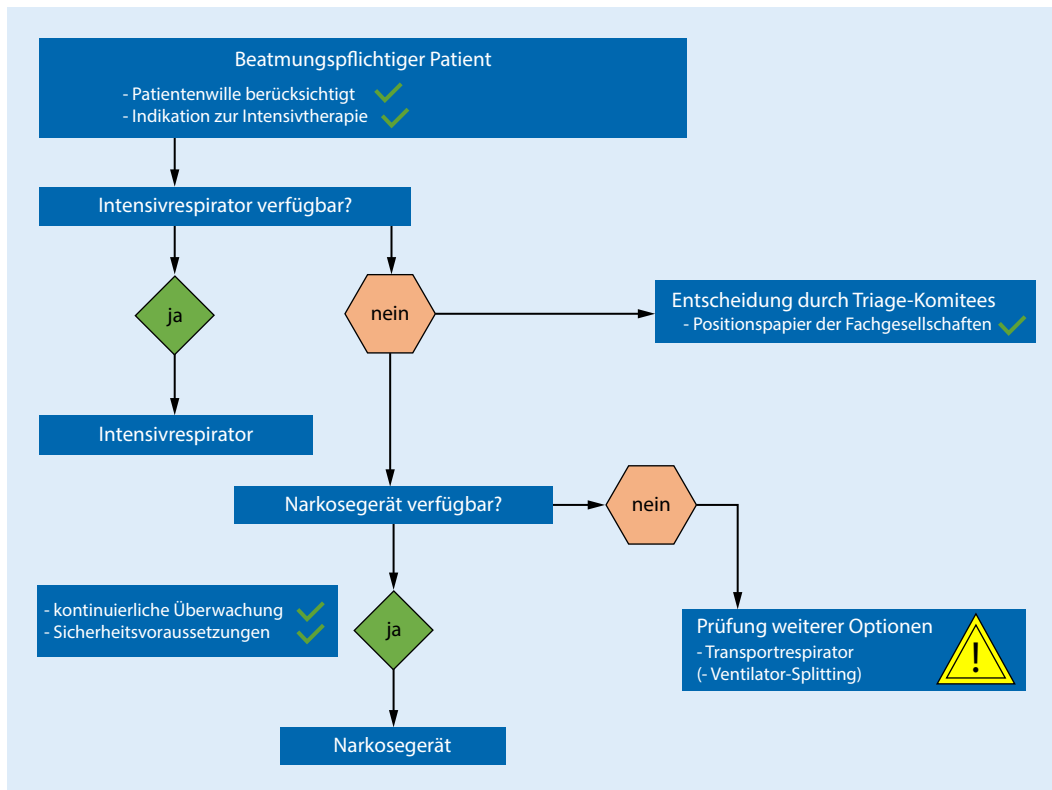 Beatmungspflichtiger Patient
- Patientenwille berücksichtigt
- Indikation zur Intensivtherapie
Intensivrespirator verfügbar?
ja
nein
Entscheidung durch Triage-Komitees
- Positionspapier der Fachgesellschaften
Intensivrespirator
Narkosegerät verfügbar?
nein
- kontinuierliche Überwachung
- Sicherheitsvoraussetzungen
ja
Prüfung weiterer Optionen
- Transportrespirator
(- Ventilator-Splitting)
!
Narkosegerät